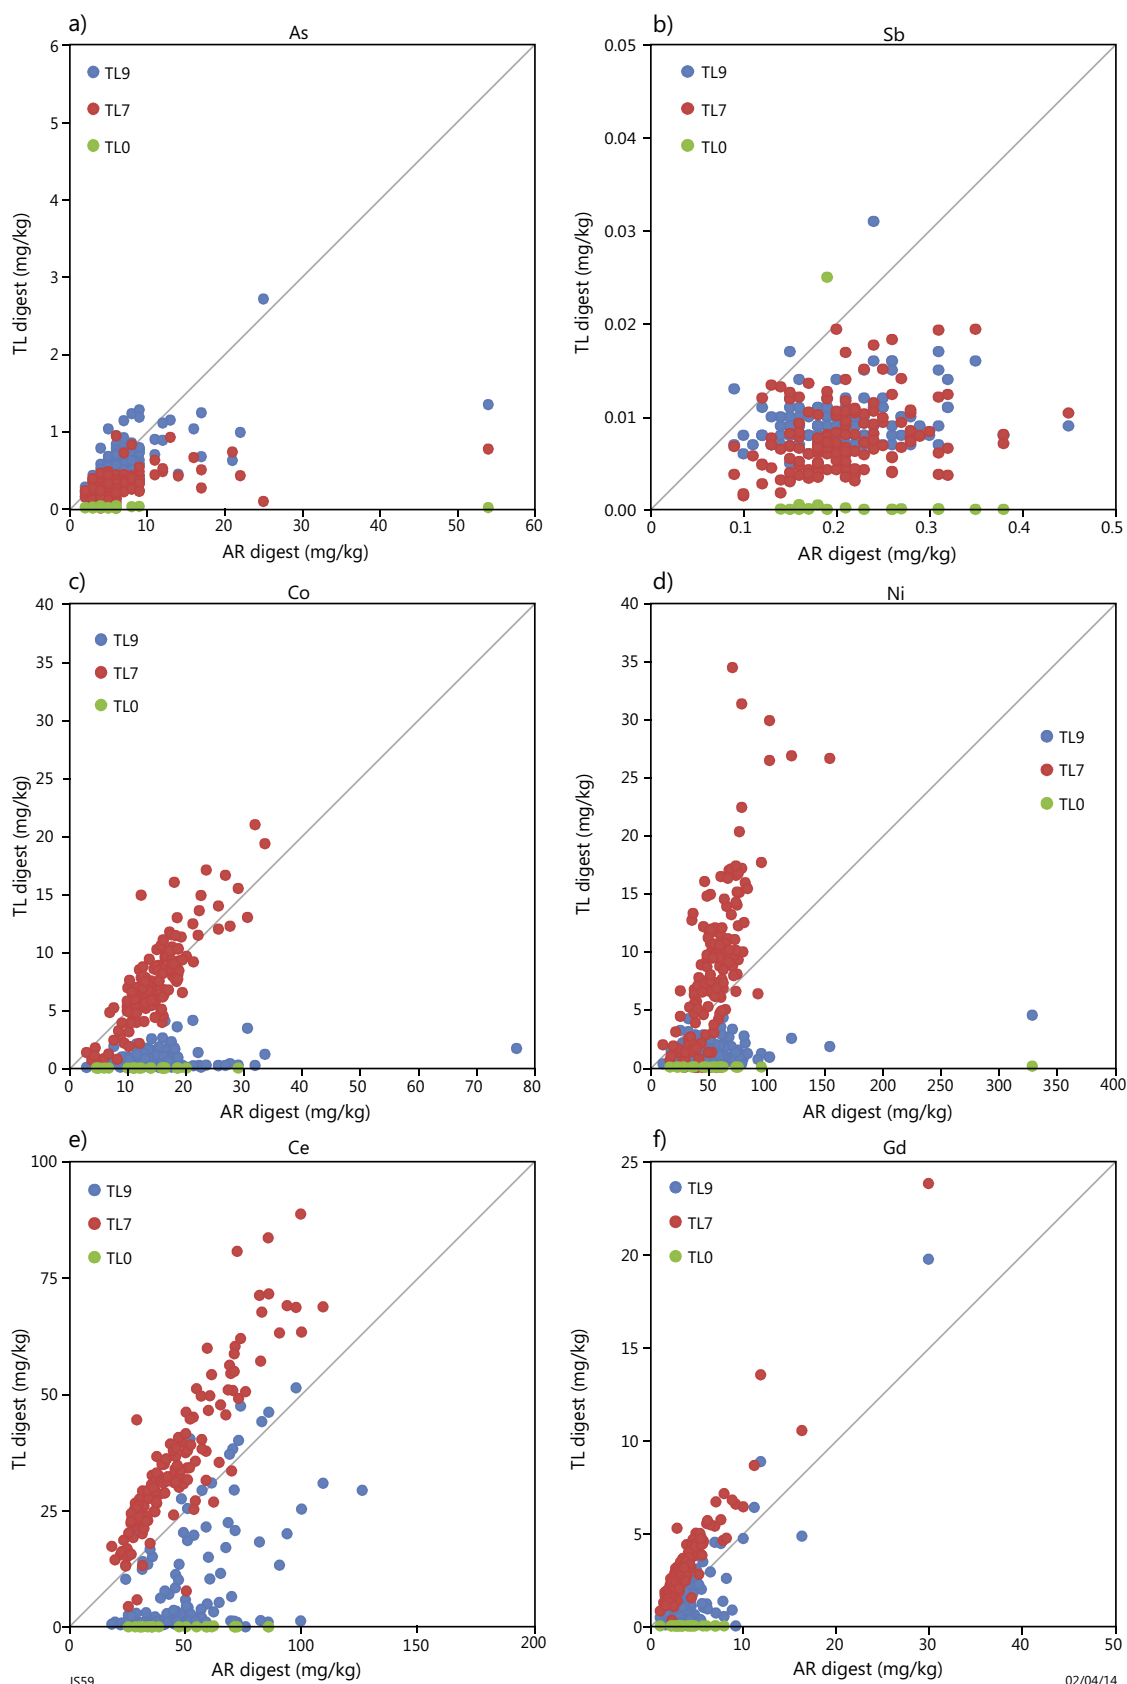 a)
As
6
5
4
3
2
1
0
TL9
TL7
TL0
TL digest (mg/kg)
0 10 20 30 40 50 60
AR digest (mg/kg)
b)
Sb
0.05
0.04
0.03
0.02
0.01
0.00
TL9
TL7
TL0
TL digest (mg/kg)
0 0.1 0.2 0.3 0.4 0.5
AR digest (mg/kg)
c)
Co
40
35
30
25
20
15
10
5
0
TL9
TL7
TL0
TL digest (mg/kg)
0 10 20 30 40 50 60 70 80
AR digest (mg/kg)
d)
Ni
40
35
30
25
20
15
10
5
0
TL9
TL7
TL0
TL digest (mg/kg)
0 50 100 150 200 250 300 350 400
AR digest (mg/kg)
e)
Ce
100
75
50
25
0
TL9
TL7
TL0
TL digest (mg/kg)
0 50 100 150 200
AR digest (mg/kg)
f)
Gd
25
20
15
10
5
0
TL9
TL7
TL0
TL digest (mg/kg)
0 10 20 30 40 50
AR digest (mg/kg)
JS59
02/04/14